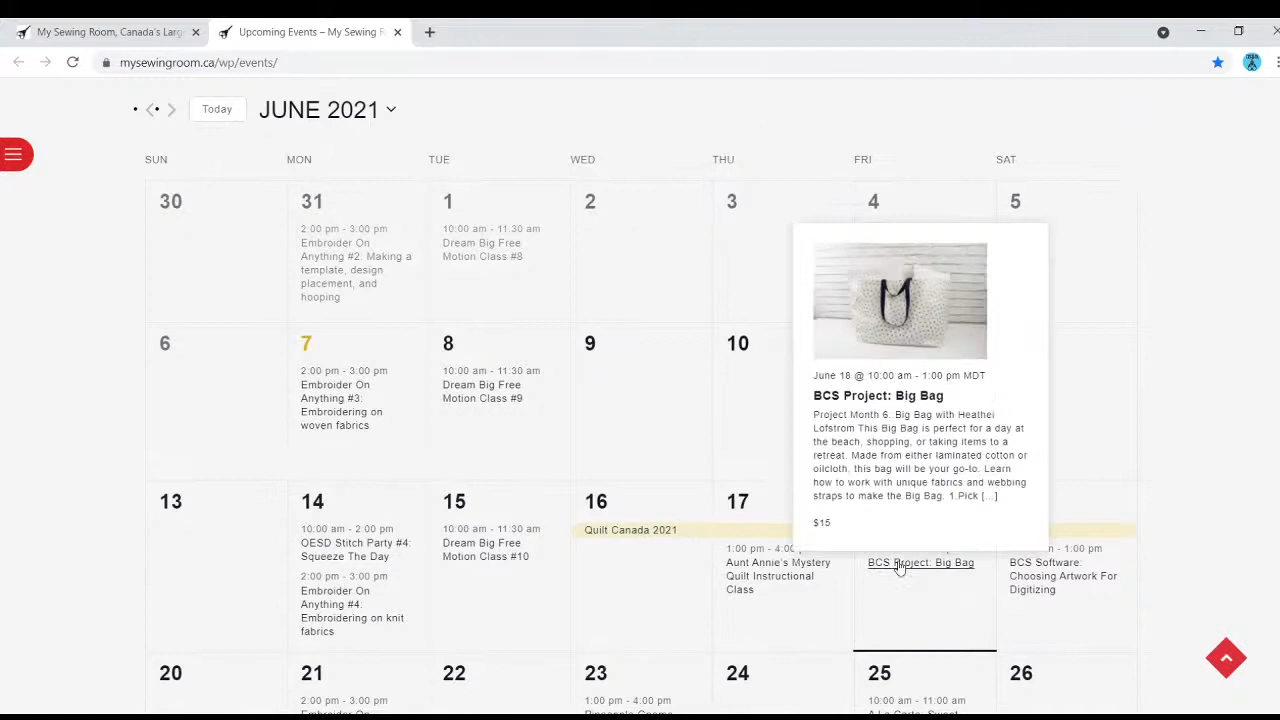 My Sewing Room, Canada's Larg
Upcoming Events – My Sewing R
mysewingroom.ca/wp/events/
Today
JUNE 2021
SUN MON TUE WED THU FRI SAT
30 31 1 2 3 4 5
2:00 pm - 3:00 pm
Embroider On
Anything #2: Making a
template, design
placement, and
hooping
10:00 am - 11:30 am
Dream Big Free
Motion Class #8
6 7 8 9 10
2:00 pm - 3:00 pm
Embroider On
Anything #3:
Embroidering on
woven fabrics
10:00 am - 11:30 am
Dream Big Free
Motion Class #9
June 18 @ 10:00 am - 1:00 pm MDT
BCS Project: Big Bag
Project Month 6. Big Bag with Heather
Lofstrom This Big Bag is perfect for a day at
the beach, shopping, or taking items to a
retreat. Made from either laminated cotton or
oilcloth, this bag will be your go-to. Learn
how to work with unique fabrics and webbing
straps to make the Big Bag. 1.Pick [...]
$15
13 14 15 16 17
10:00 am - 2:00 pm
OESD Stitch Party #4:
Squeeze The Day
2:00 pm - 3:00 pm
Embroider On
Anything #4:
Embroidering on knit
fabrics
10:00 am - 11:30 am
Dream Big Free
Motion Class #10
Quilt Canada 2021
1:00 pm - 4:00
Aunt Annie's Mystery
Quilt Instructional
Class
BCS Project: Big Bag
- 1:00 pm
BCS Software:
Choosing Artwork For
Digitizing
20 21 22 23 24 25 26
2:00 pm - 3:00 pm
1:00 pm - 4:00 pm
10:00 am - 11:00 am